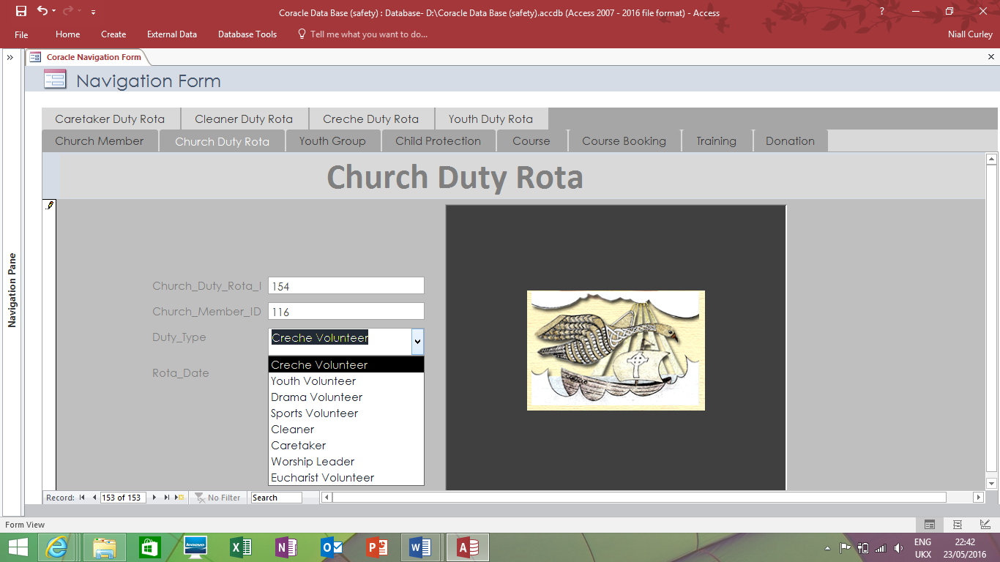 Coracle Data Base (safety) : Database- D:\Coracle Data Base (safety).accdb (Access 2007 - 2016 file format) - Access
?
File Home Create External Data Database Tools Tell me what you want to do... Niall Curley
Coracle Navigation Form
Navigation Form
Caretaker Duty Rota Cleaner Duty Rota Creche Duty Rota Youth Duty Rota
Church Member Church Duty Rota Youth Group Child Protection Course Course Booking Training Donation
Church Duty Rota
Navigation Pane
Church_Duty_Rota_I 154
Church_Member_ID 116
Duty_Type Creche Volunteer
Rota_Date
Creche Volunteer
Youth Volunteer
Drama Volunteer
Sports Volunteer
Cleaner
Caretaker
Worship Leader
Eucharist Volunteer
Record: 153 of 153 No Filter Search
Form View
lenovo
ENG 22:42
UKX 23/05/2016